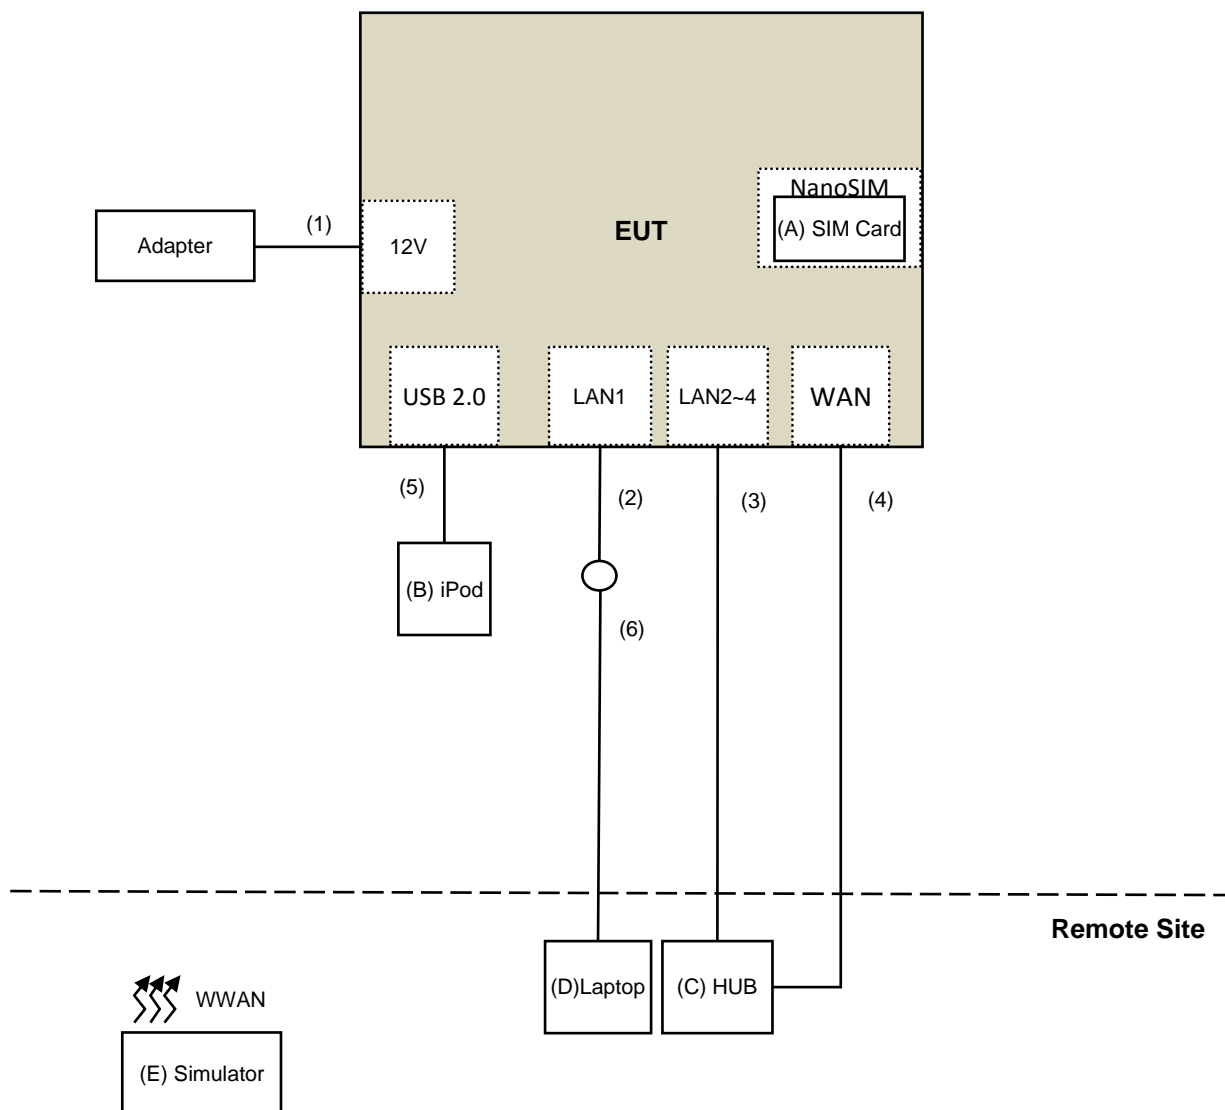 NanoSIM
(A) SIM Card
(1)
EUT
Adapter
12V
USB 2.0
LAN1
LAN2~4
WAN
(5)
(2)
(3)
(4)
(B) iPod
(6)
Remote Site
(D)Laptop
(C) HUB
WWAN
(E) Simulator